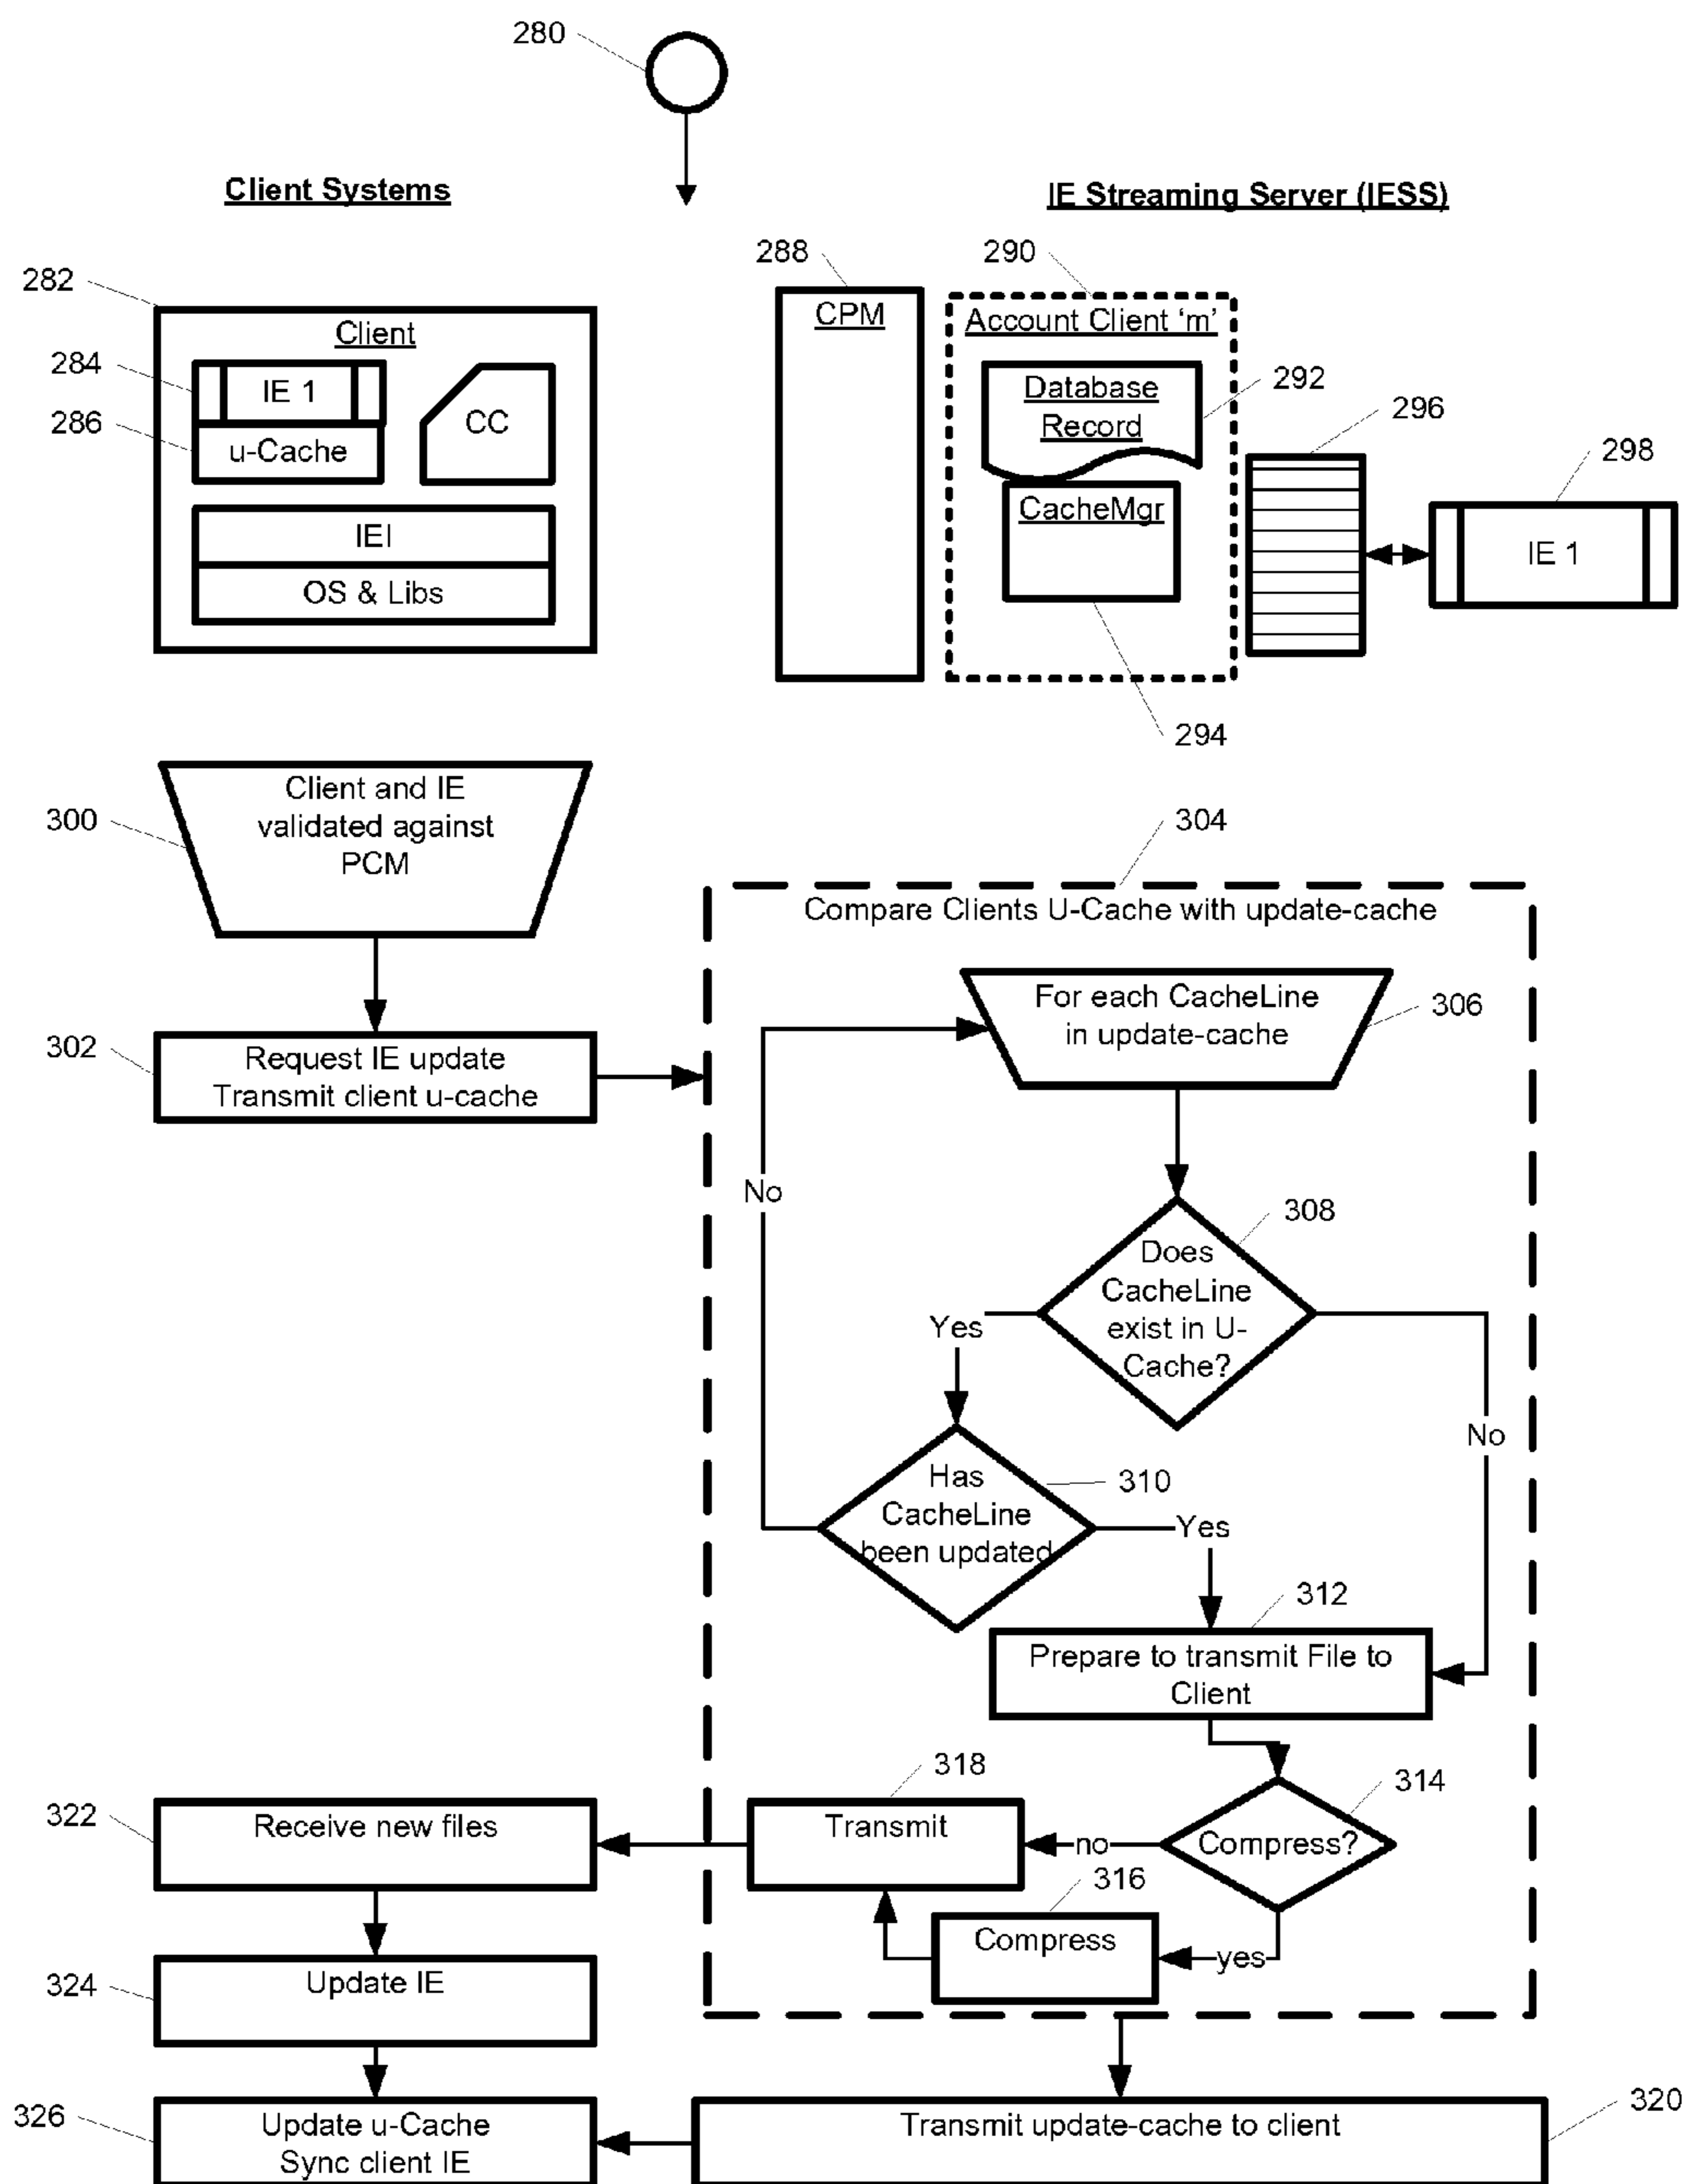 280
Client Systems
IE Streaming Server (IESS)
282
288
290
Client
CPM
Account Client ‘m’
284
IE 1
CC
286
u-Cache
Database
Record
292
296
298
IEI
OS & Libs
CacheMgr
IE 1
294
300
Client and IE
validated against
PCM
304
Compare Clients U-Cache with update-cache
For each CacheLine
in update-cache
306
302
Request IE update
Transmit client u-cache
No
308
Does
CacheLine
exist in U-
Cache?
Yes
No
Has
CacheLine
been updated
310
Yes
312
Prepare to transmit File to
Client
318
314
322
Receive new files
Transmit
no
Compress?
316
Compress
yes
324
Update IE
326
Update u-Cache
Sync client IE
Transmit update-cache to client
320